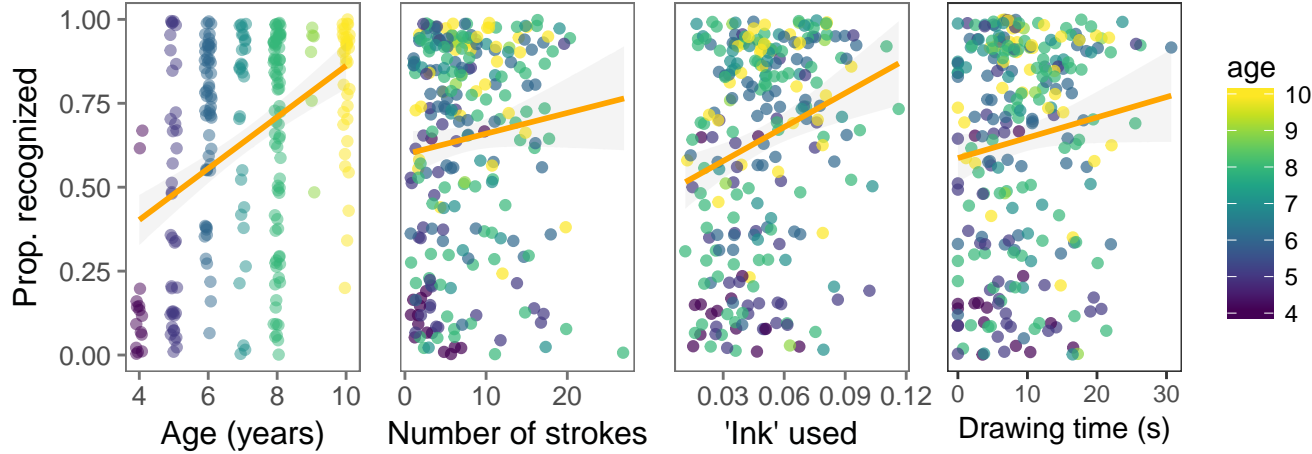 Prop. recognized
1.00
0.75
0.50
0.25
0.00
4 6 8 10
Age (years)
0 10 20
Number of strokes
0.03 0.06 0.09 0.12
'Ink' used
0 10 20 30
Drawing time (s)
age
10
9
8
7
6
5
4